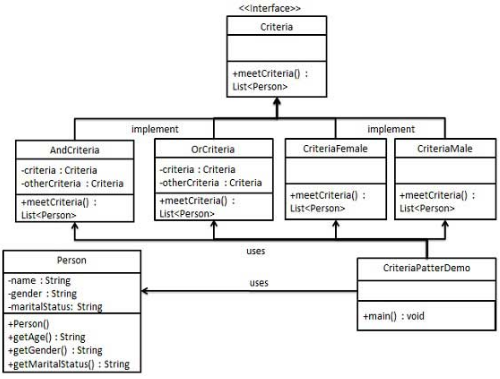 <<Interface>>
Criteria
+meetCriteria() :
List<Person>
implement
implement
AndCriteria
-criteria : Criteria
-otherCriteria : Criteria
+meetCriteria() :
List<Person>
OrCriteria
-criteria : Criteria
-otherCriteria : Criteria
+meetCriteria() :
List<Person>
CriteriaFemale
+meetCriteria() :
List<Person>
CriteriaMale
+meetCriteria() :
List<Person>
uses
Person
-name : String
-gender : String
-maritalStatus: String
+Person()
+getAge() : String
+getGender() : String
+getMaritalStatus() : String
uses
CriteriaPatterDemo
+main() : void